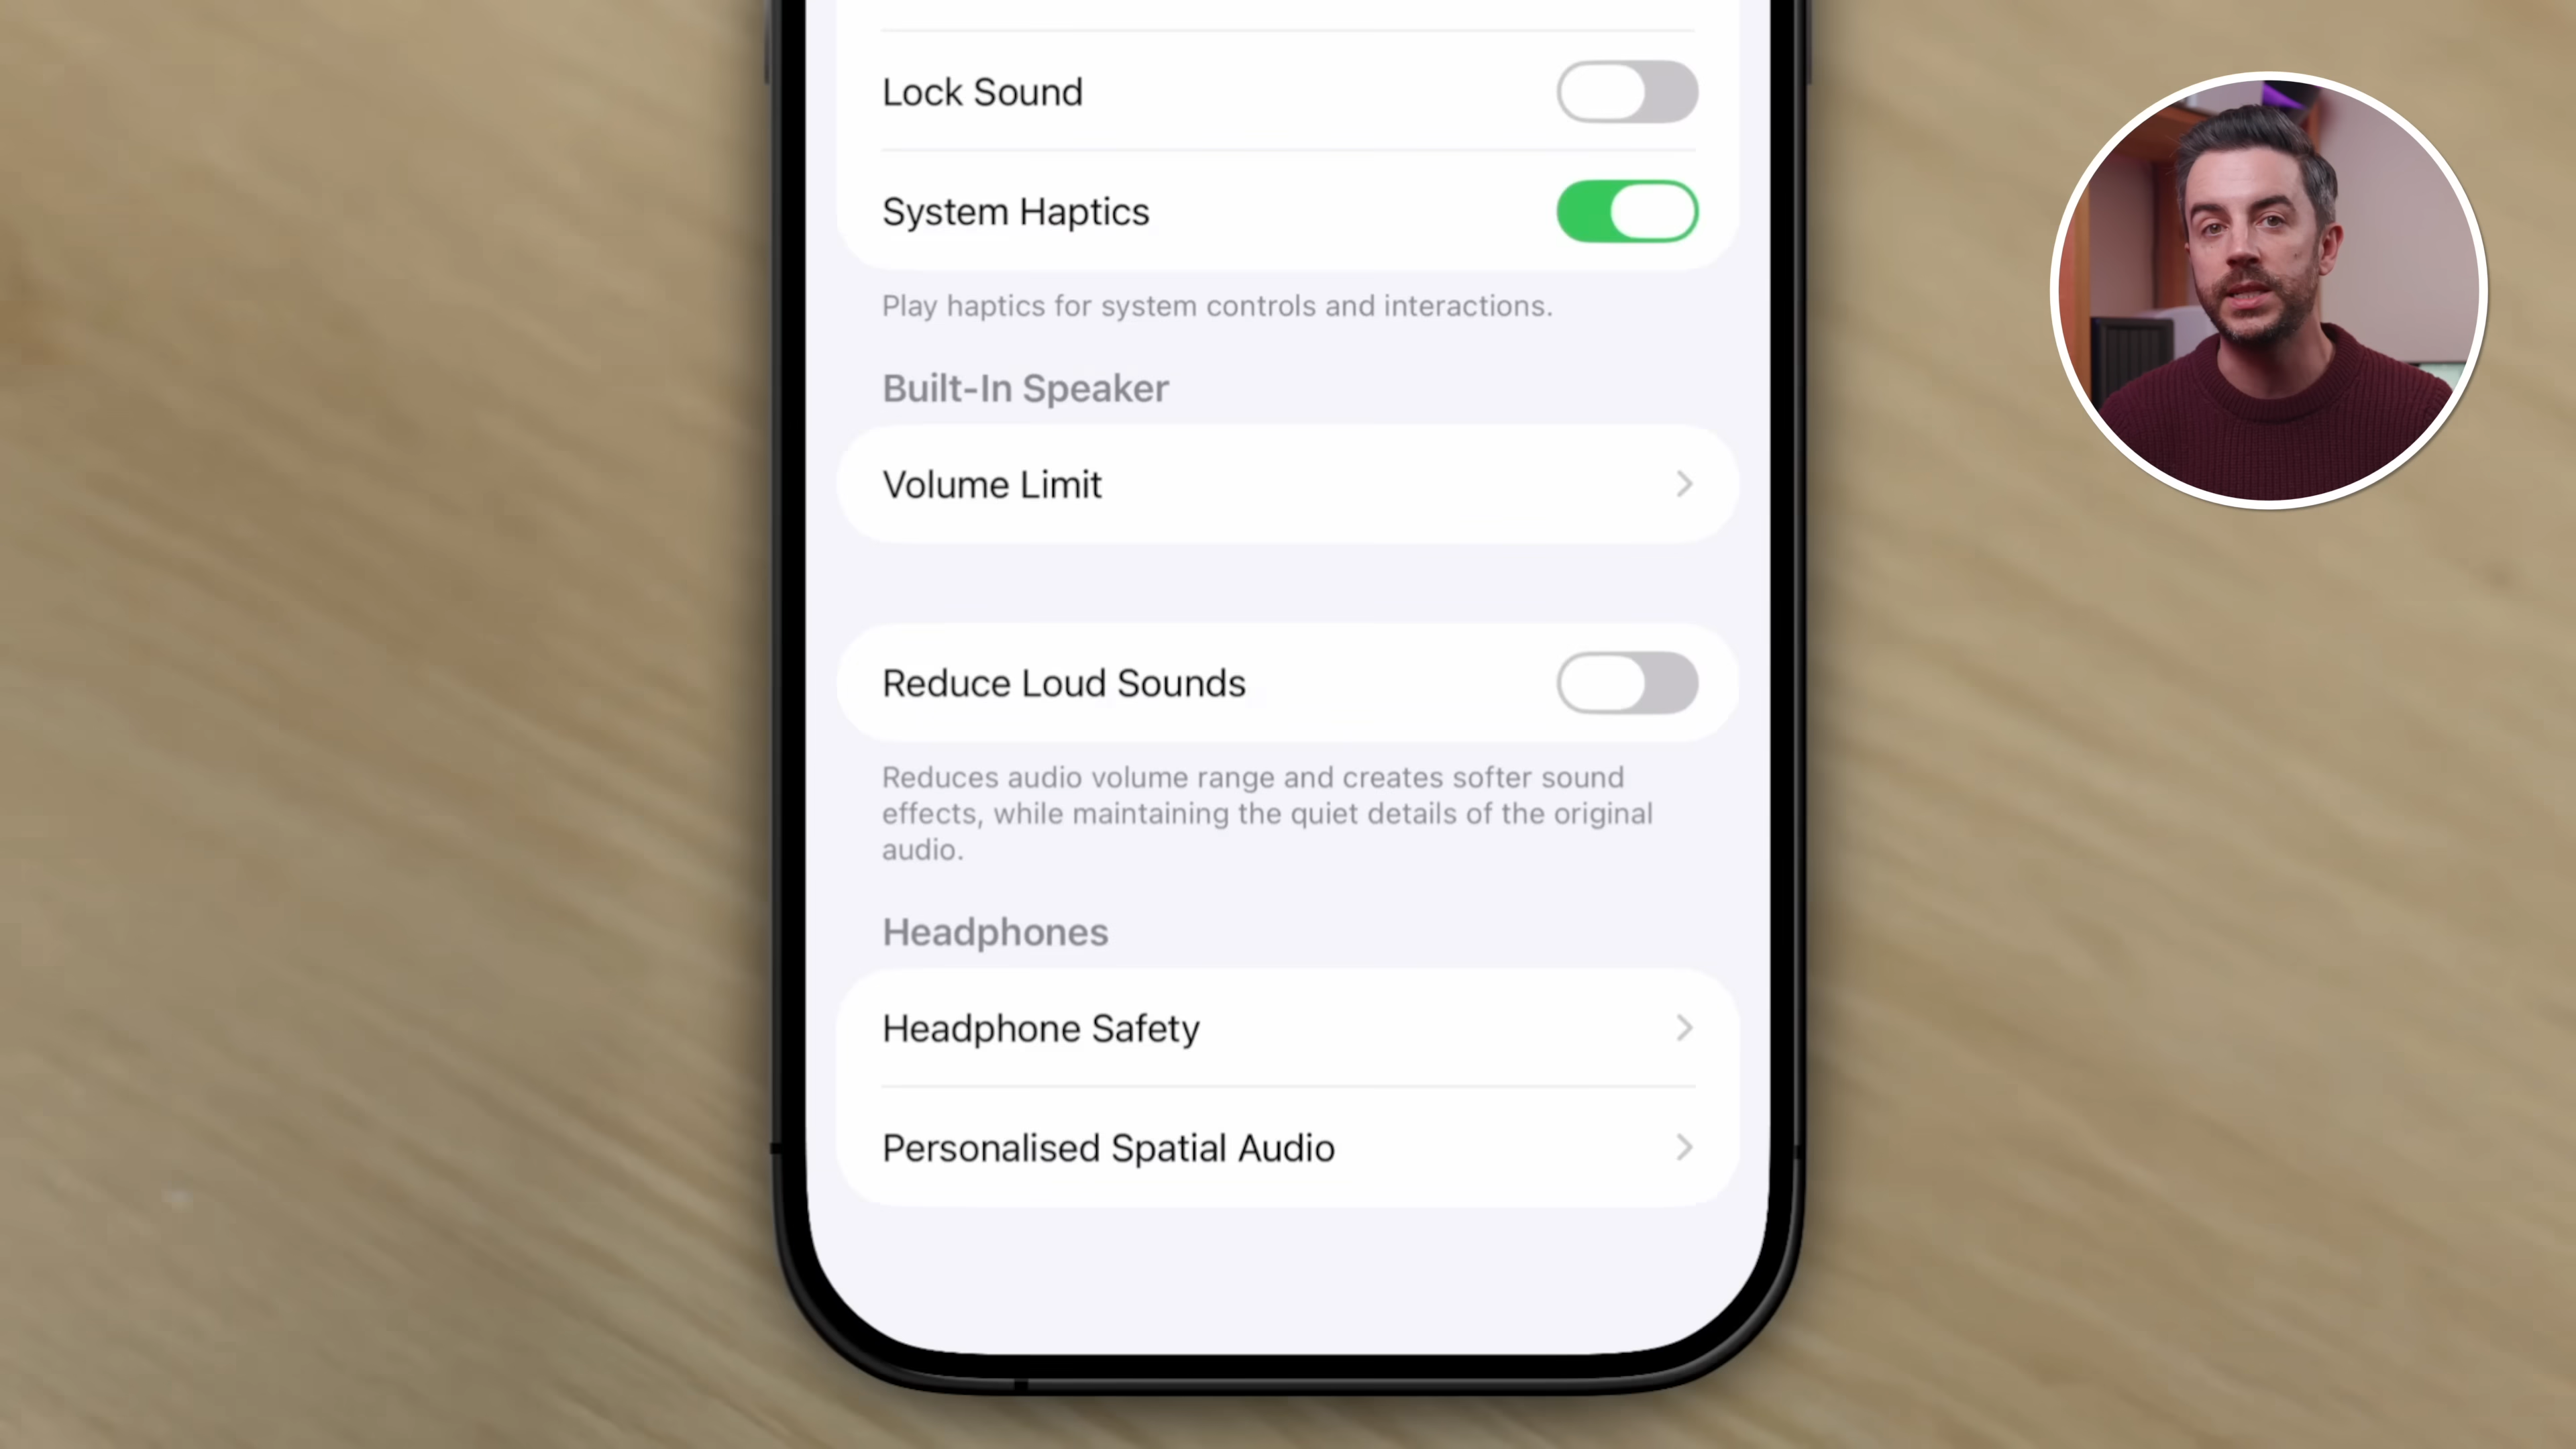 Lock Sound
System Haptics
Play haptics for system controls and interactions.
Built-In Speaker
Volume Limit
Reduce Loud Sounds
Reduces audio volume range and creates softer sound
effects, while maintaining the quiet details of the original
audio.
Headphones
Headphone Safety
Personalised Spatial Audio